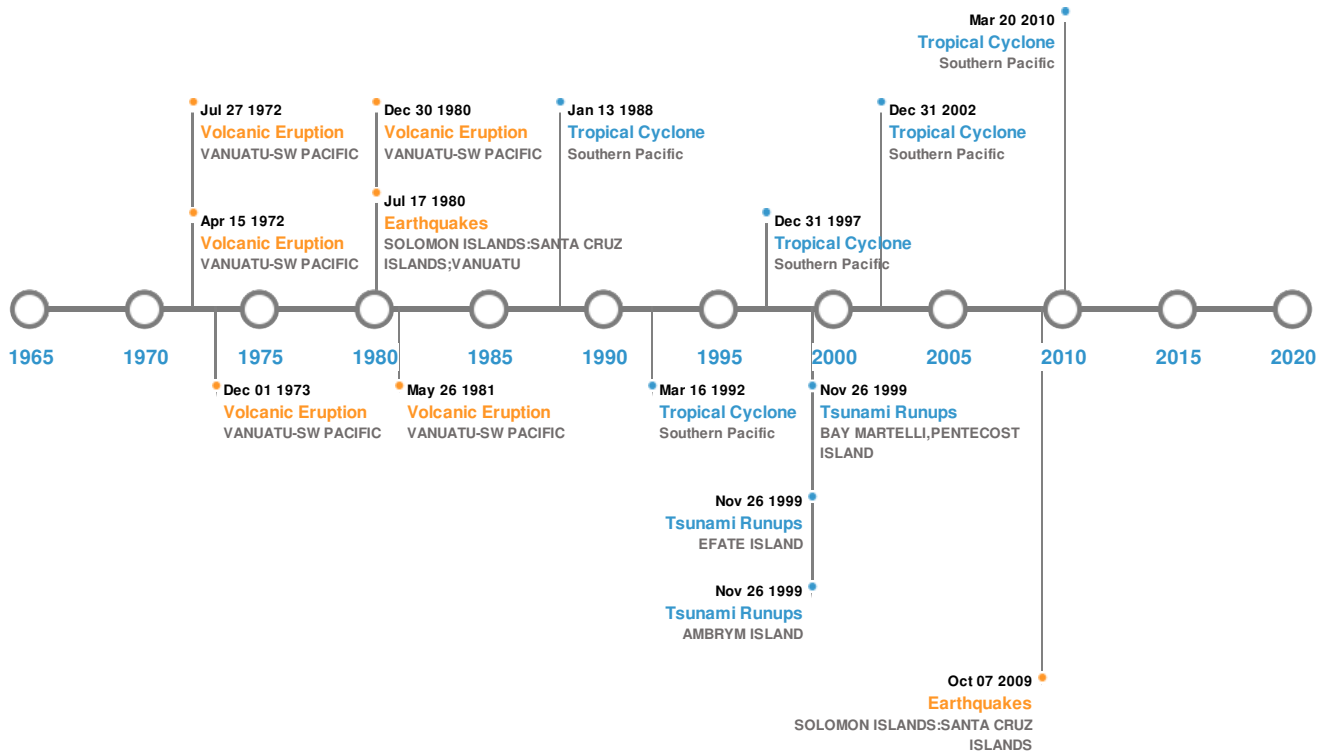 Mar 20 2010
Tropical Cyclone
Southern Pacific
Jul 27 1972
Volcanic Eruption
VANUATU-SW PACIFIC
Dec 30 1980
Volcanic Eruption
VANUATU-SW PACIFIC
Jan 13 1988
Tropical Cyclone
Southern Pacific
Dec 31 2002
Tropical Cyclone
Southern Pacific
Apr 15 1972
Volcanic Eruption
VANUATU-SW PACIFIC
Jul 17 1980
Earthquakes
SOLOMON ISLANDS:SANTA CRUZ
ISLANDS;VANUATU
Dec 31 1997
Tropical Cyclone
Southern Pacific
1965
1970
1975
1980
1985
1990
1995
2000
2005
2010
2015
2020
Dec 01 1973
Volcanic Eruption
VANUATU-SW PACIFIC
May 26 1981
Volcanic Eruption
VANUATU-SW PACIFIC
Mar 16 1992
Tropical Cyclone
Southern Pacific
Nov 26 1999
Tsunami Runups
BAY MARTELLI,PENTECOST
ISLAND
Nov 26 1999
Tsunami Runups
EFATE ISLAND
Nov 26 1999
Tsunami Runups
AMBRYM ISLAND
Oct 07 2009
Earthquakes
SOLOMON ISLANDS:SANTA CRUZ
ISLANDS